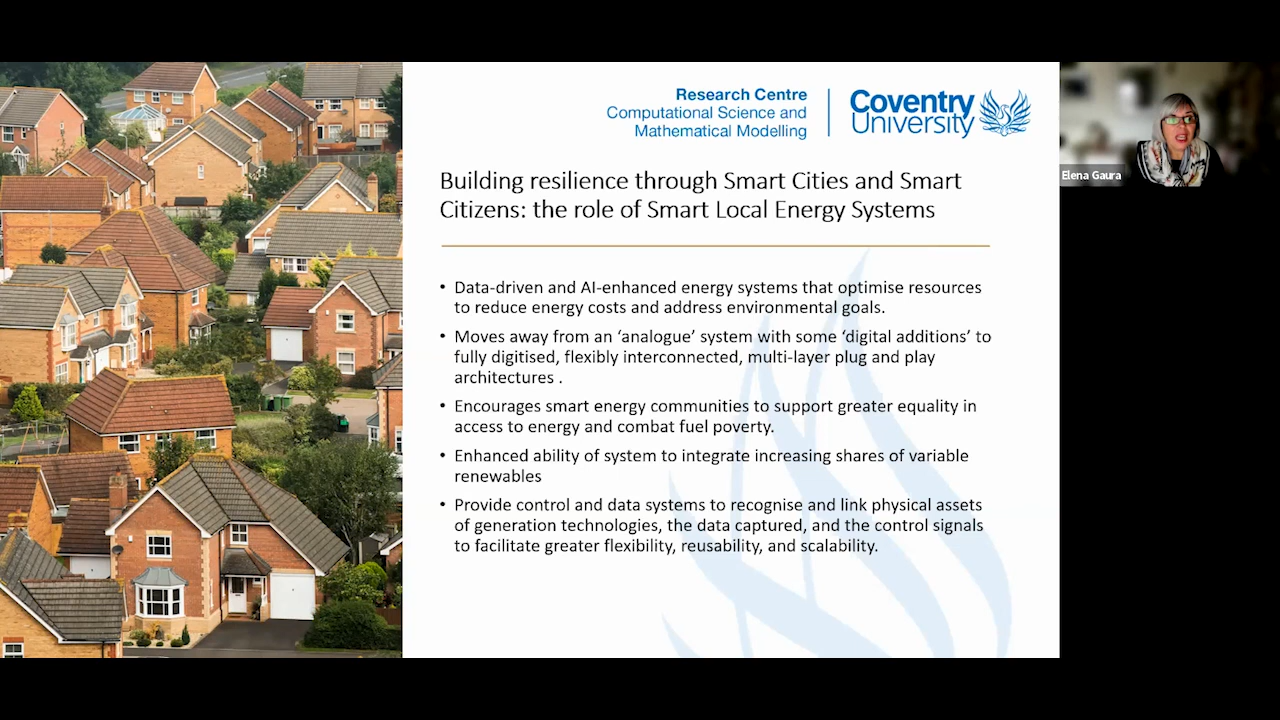 Research Centre
Computational Science and
Mathematical Modelling
Coventry
University
Elena Gaura
Building resilience through Smart Cities and Smart
Citizens: the role of Smart Local Energy Systems
• Data-driven and AI-enhanced energy systems that optimise resources
to reduce energy costs and address environmental goals.
• Moves away from an ‘analogue’ system with some ‘digital additions’ to
fully digitised, flexibly interconnected, multi-layer plug and play
architectures .
• Encourages smart energy communities to support greater equality in
access to energy and combat fuel poverty.
• Enhanced ability of system to integrate increasing shares of variable
renewables
• Provide control and data systems to recognise and link physical assets
of generation technologies, the data captured, and the control signals
to facilitate greater flexibility, reusability, and scalability.